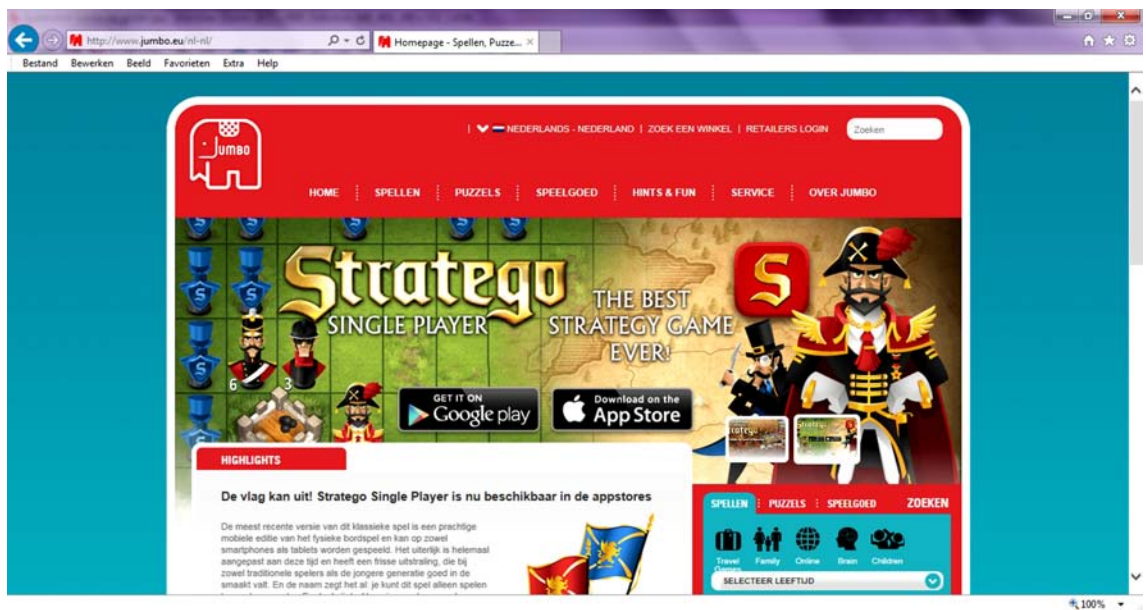 http://www.jumbo.eu/nl-nl/
Homepage - Spellen, Puzze...
Bestand Bewerken Beeld Favorieten Extra Help
JUMBO
NEDERLANDS - NEDERLAND | ZOEK EEN WINKEL | RETAILERS LOGIN Zoeken
HOME SPELLEN PUZZELS SPEELGOED HINTS & FUN SERVICE OVER JUMBO
Stratego
SINGLE PLAYER
THE BEST
STRATEGY GAME
EVER!
S
6 3
GET IT ON
Google play
Download on the
App Store
HIGHLIGHTS
De vlag kan uit! Stratego Single Player is nu beschikbaar in de appstores
De meest recente versie van dit klassieke spel is een prachtige
mobiele editie van het fysieke bordspel en kan op zowel
smartphones als tablets worden gespeeld. Het uiterlijk is helemaal
aangepast aan deze tijd en heeft een frisse uitstraling, die bij
zowel traditionele spelers als de jongere generatie goed in de
smaakt valt. En de naam zegt het al: je kunt dit spel alleen spelen
SPELLEN PUZZELS SPEELGOED ZOEKEN
Travel Games Family Online Brain Children
SELECTEER LEEFTIJD
100%